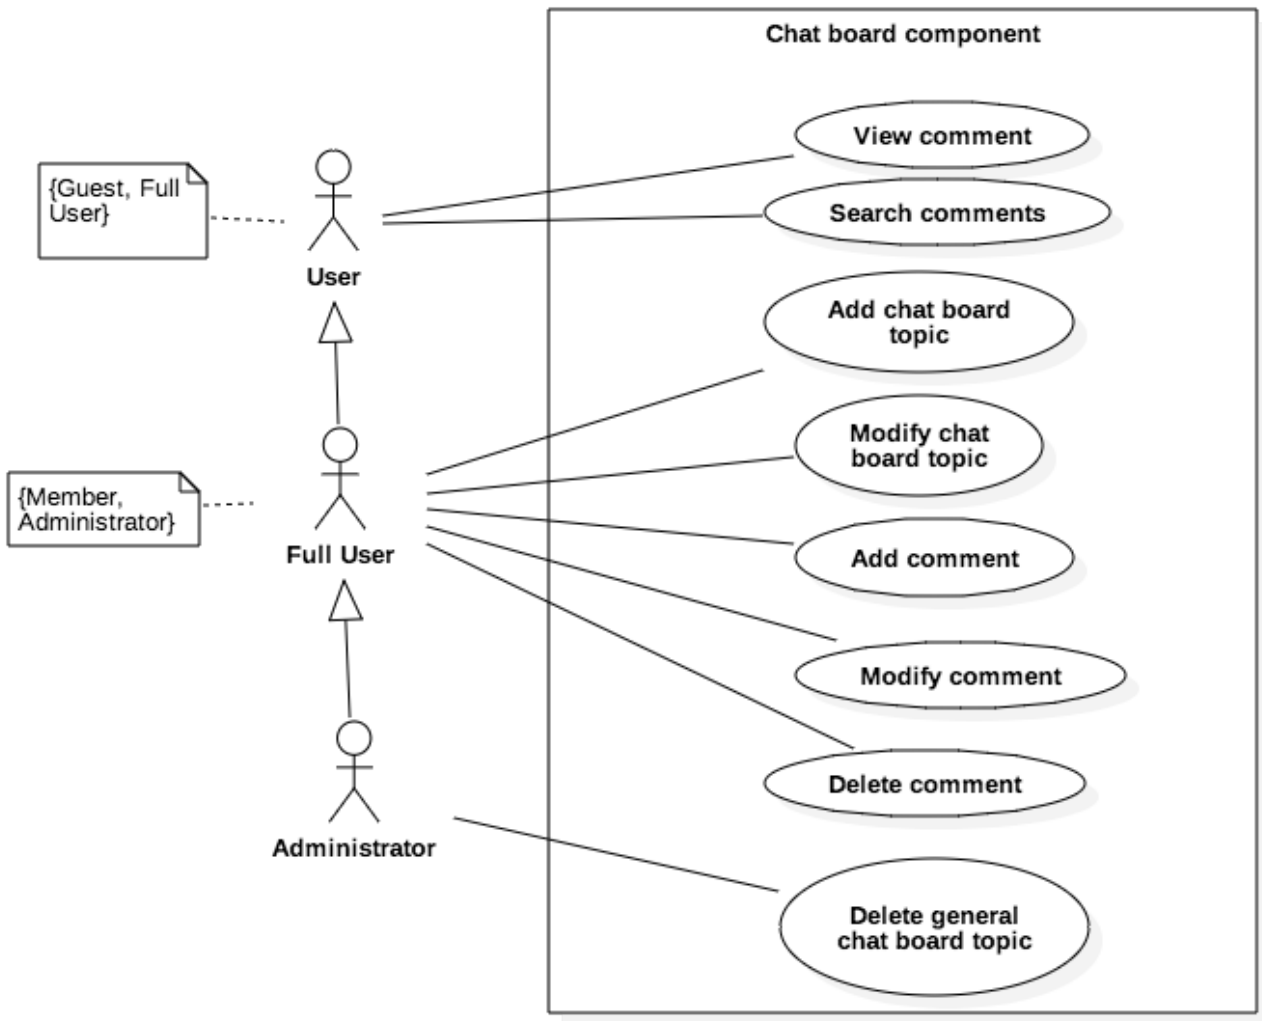 Chat board component
View comment
{Guest, Full
User}
Search comments
User
Add chat board
topic
Modify chat
board topic
{Member,
Administrator}
Full User
Add comment
Modify comment
Delete comment
Administrator
Delete general
chat board topic